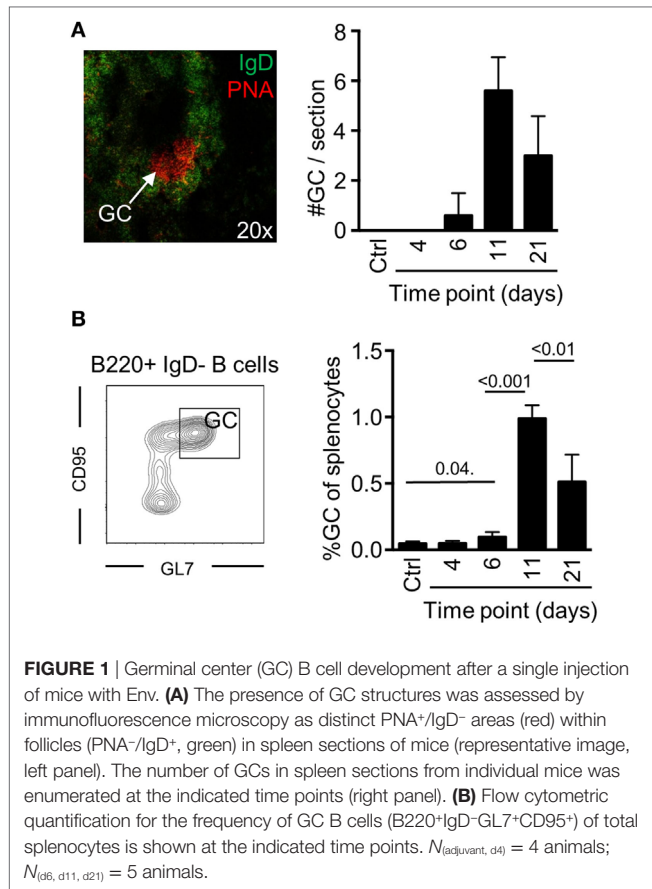 A
IgD
PNA
GC
20x
#GC / section
8
6
4
2
0
Ctrl
4
6
11
21
Time point (days)
B
B220+ IgD- B cells
CD95
GC
GL7
%GC of splenocytes
1.5
1.0
0.5
0.0
<0.01
<0.001
0.04.
Ctrl
4
6
11
21
Time point (days)
FIGURE 1 | Germinal center (GC) B cell development after a single injection
of mice with Env. (A) The presence of GC structures was assessed by
immunofluorescence microscopy as distinct PNA⁺/IgD⁻ areas (red) within
follicles (PNA⁻/IgD⁺, green) in spleen sections of mice (representative image,
left panel). The number of GCs in spleen sections from individual mice was
enumerated at the indicated time points (right panel). (B) Flow cytometric
quantification for the frequency of GC B cells (B220⁺IgD⁻GL7⁺CD95⁺) of total
splenocytes is shown at the indicated time points. N(adjuvant, d4) = 4 animals;
N(d6, d11, d21) = 5 animals.